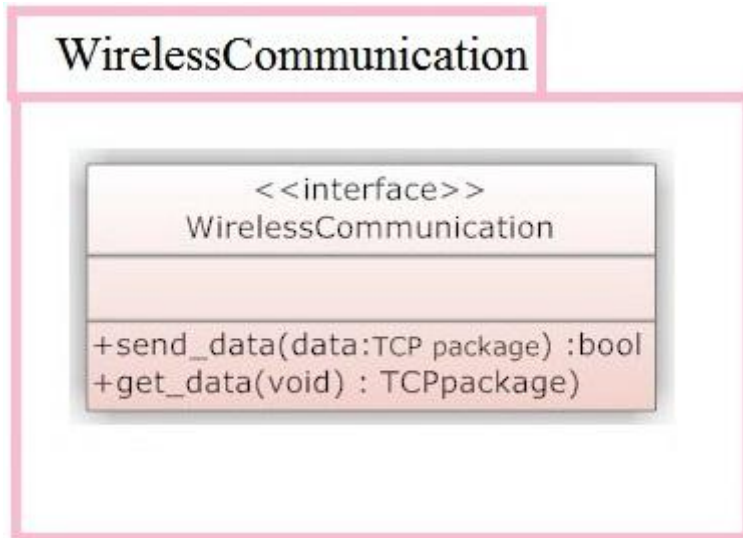 WirelessCommunication
<<interface>>
WirelessCommunication
+send_data(data:TCP package) :bool
+get_data(void) : TCPpackage)